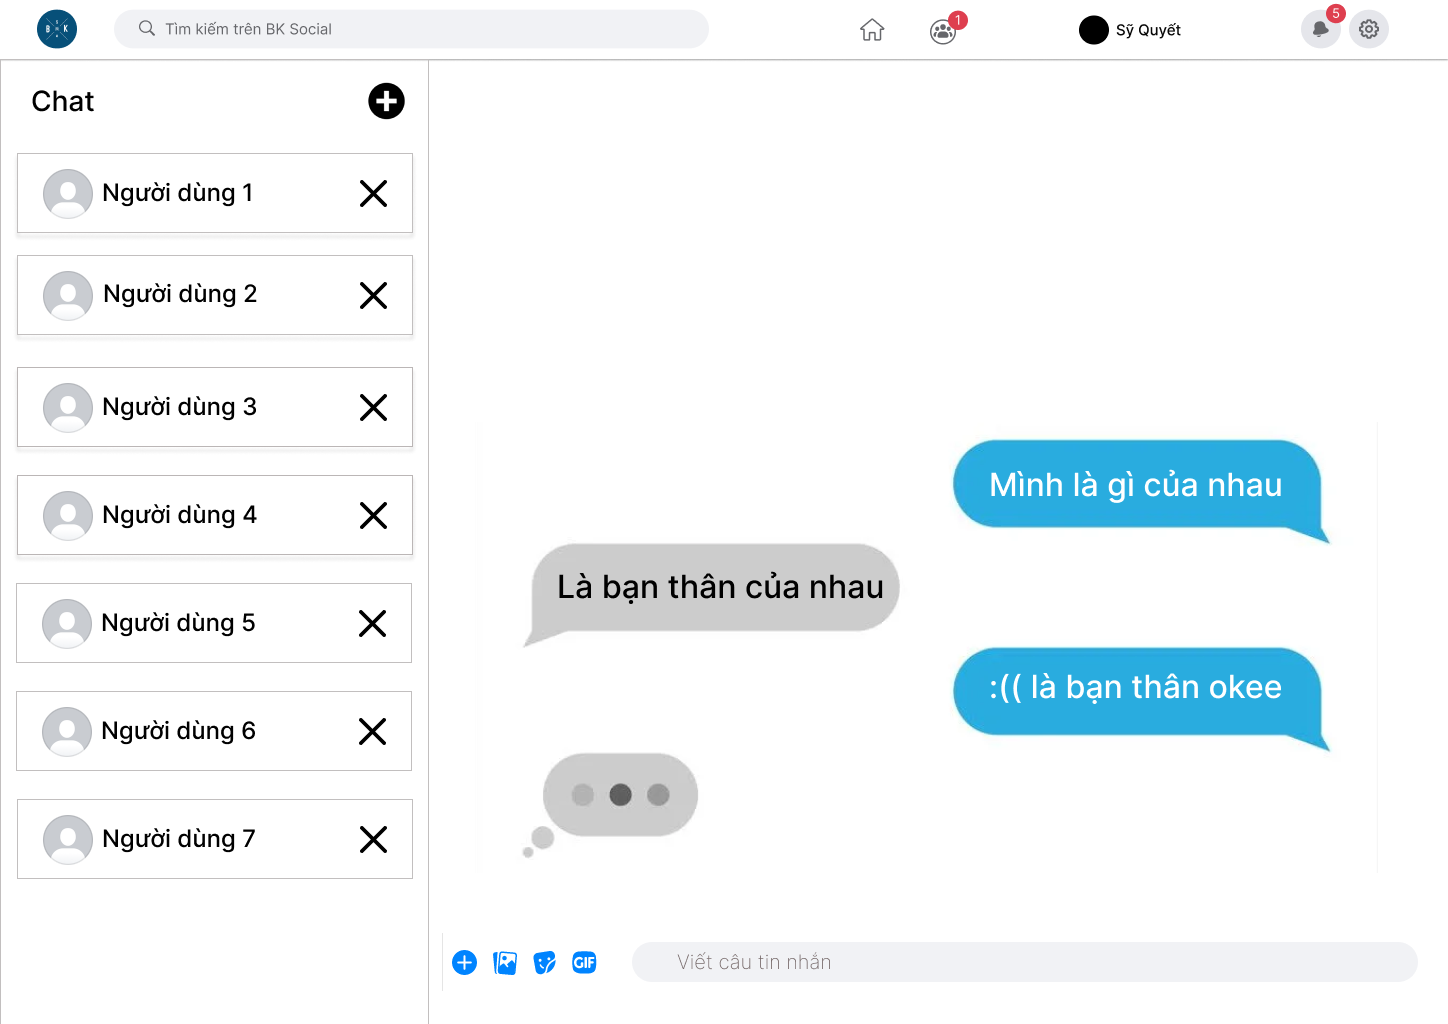 B K
Tìm kiếm trên BK Social
1
Sỹ Quyết
5
Chat
Người dùng 1
Người dùng 2
Người dùng 3
Người dùng 4
Người dùng 5
Người dùng 6
Người dùng 7
Mình là gì của nhau
Là bạn thân của nhau
:(( là bạn thân okee
GIF
Viết câu tin nhắn